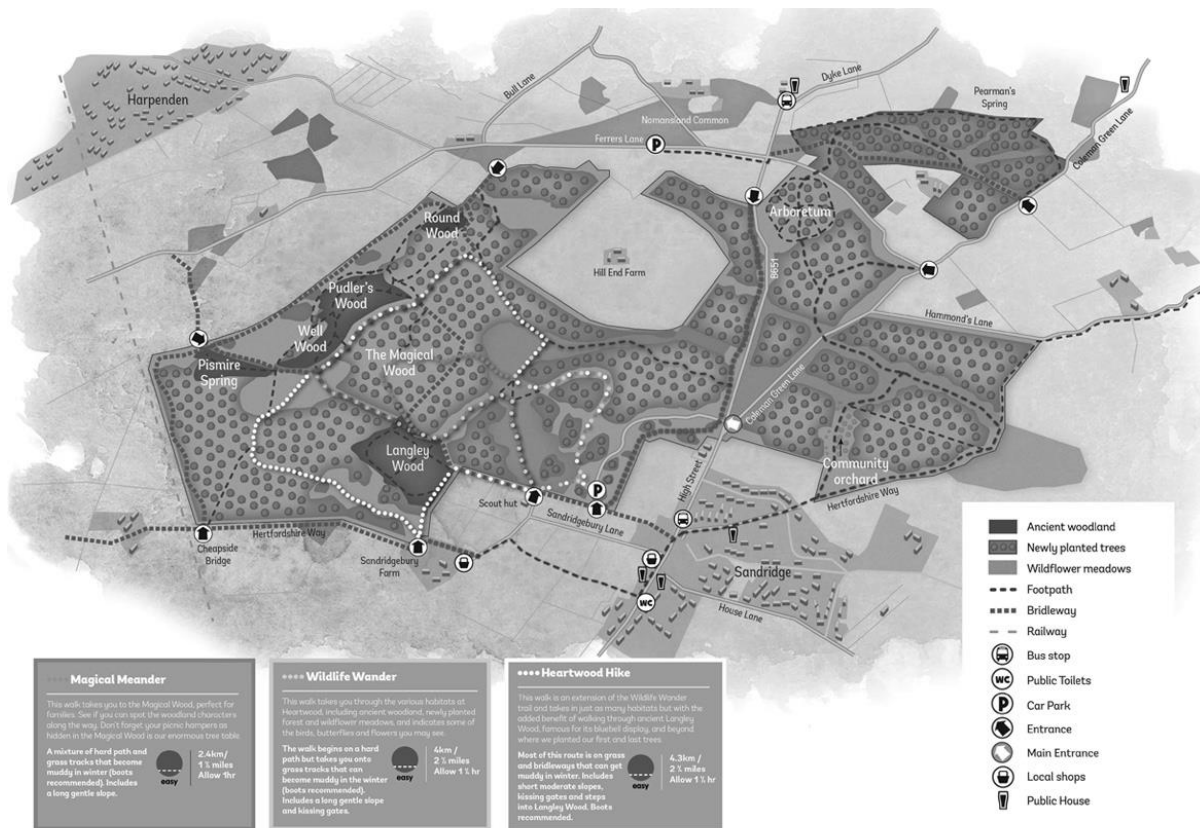 Harpenden
Bull Lane
Dyke Lane
Nomansland Common
Pearman's
Spring
Coleman Green Lane
Ferrers Lane
P
Round
Wood
Arboretum
Hill End Farm
B651
Pudler's
Wood
Well
Wood
Hammond's Lane
Pismire
Spring
The Magical
Wood
Coleman Green Lane
Langley
Wood
Community
orchard
High Street
Scout hut
P
Hertfordshire Way
Sandridgebury Lane
Hertfordshire Way
Cheapside
Bridge
Sandridgebury
Farm
Sandridge
House Lane
WC
Ancient woodland
Newly planted trees
Wildflower meadows
Footpath
Bridleway
Railway
Bus stop
WC Public Toilets
P Car Park
Entrance
Main Entrance
Local shops
Public House
Magical Meander
This walk takes you to the Magical Wood, perfect for
families. See if you can spot the woodland characters
along the way. Don't forget your picnic hampers as
hidden in the Magical Wood is our enormous tree table
A mixture of hard path and
grass tracks that become
muddy in winter (boots
recommended). Includes
a long gentle slope.
easy
2.4km/
miles
Allow 1hr
Wildlife Wander
This walk takes you through the various habitats at
Heartwood, including ancient woodland, newly planted
forest and wildflower meadows, and indicates some of
the birds, butterflies and flowers you may see.
The walk begins on a hard
path but takes you onto
grass tracks that can
become muddy in the winter
(boots recommended).
Includes a long gentle slope
and kissing gates.
easy
4km/
miles
Allow hr
Heartwood Hike
This walk is an extension of the Wildlife Wander
trail and takes in just as many habitats but with the
added benefit of walking through ancient Langley
Wood, famous for its bluebell display, and beyond
where we planted our first and last trees.
Most of this route is on grass
and bridleways that can get
muddy in winter. Includes
short moderate slopes,
kissing gates and steps
into Langley Wood. Boots
recommended.
easy
4.3km/
miles
Allow hr